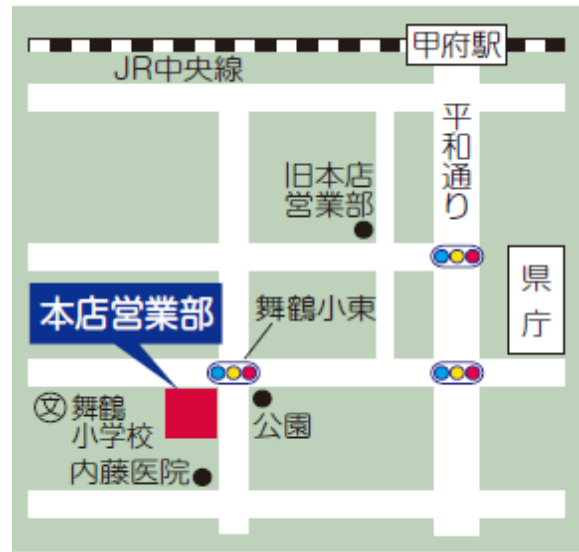 甲府駅
JR中央線
平和通り
旧本店
営業部
県庁
本店営業部
舞鶴小東
文
舞鶴
小学校
公園
内藤医院